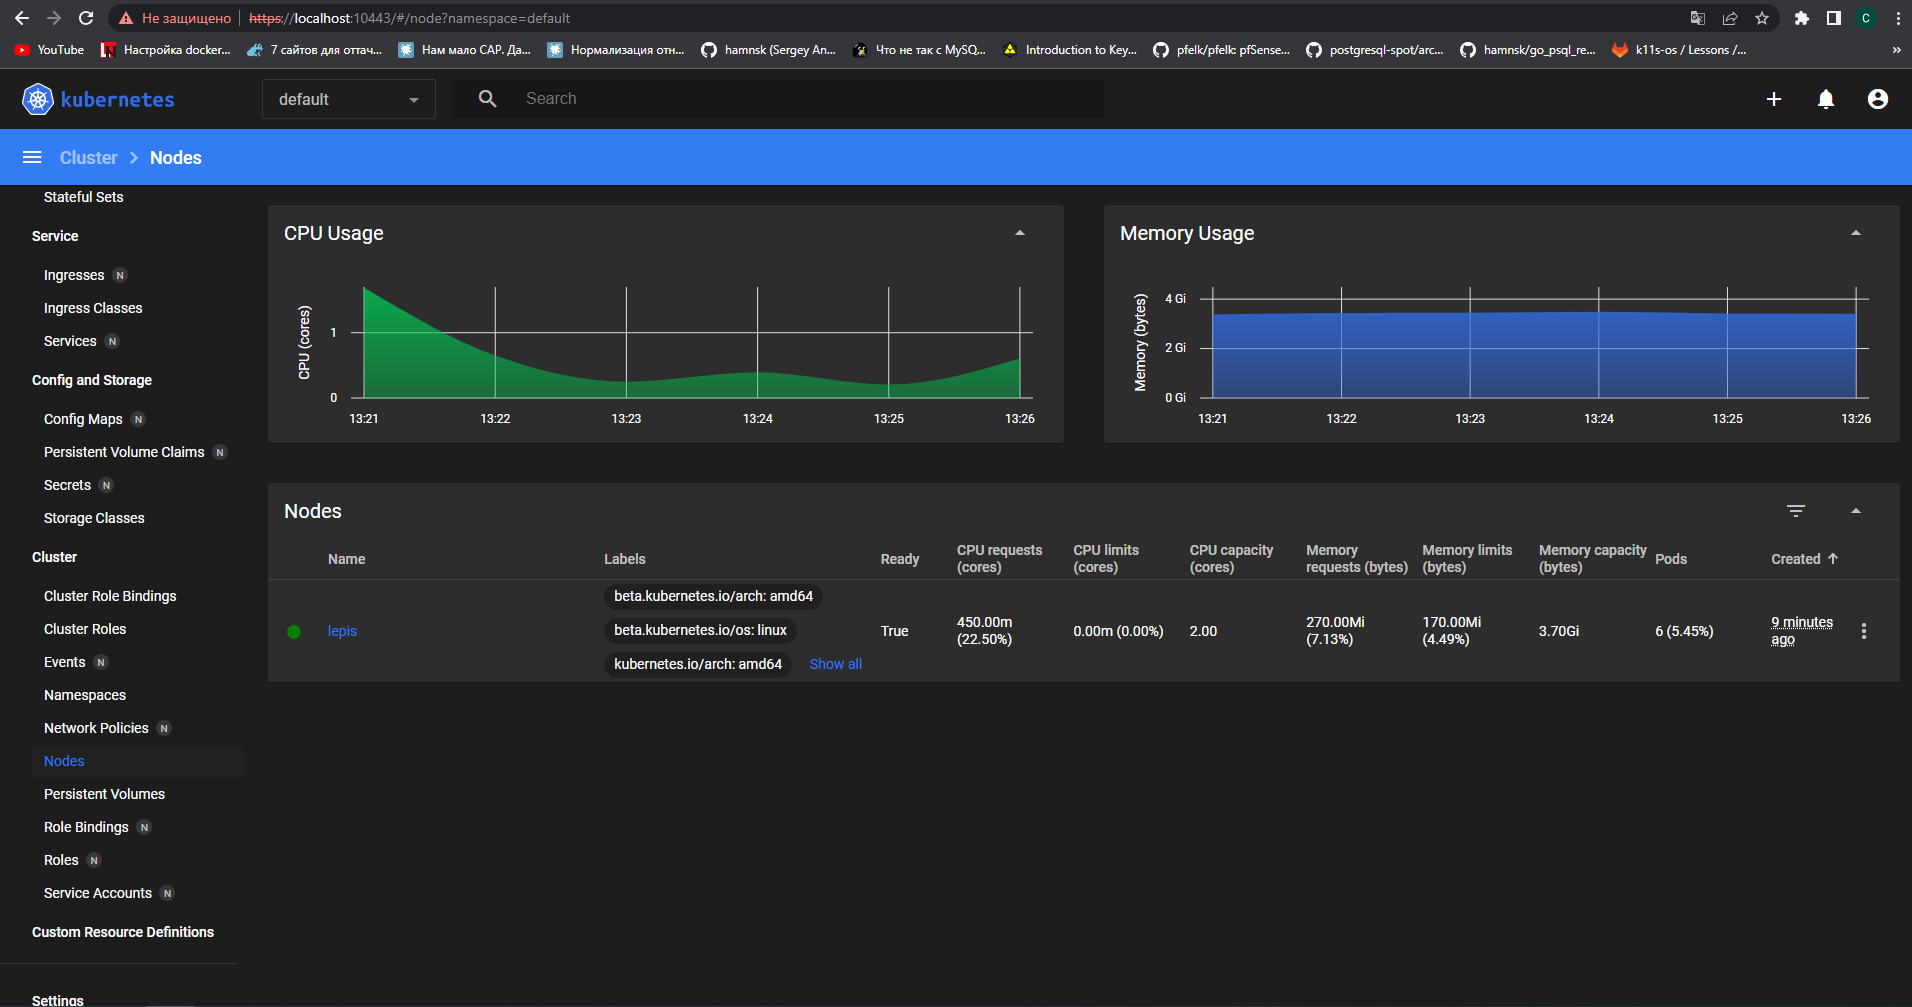 Не защищено https://localhost:10443/#/node?namespace=default C
YouTube Настройка docker... 7 сайтов для оттач... Нам мало CAP. Да... Нормализация отн... hamnsk (Sergey An... Что не так с MySQ... Introduction to Key... pfelk/pfelk: pfSense... postgresql-spot/arc... hamnsk/go_psql_re... k11s-os / Lessons /... »
kubernetes default Search
Cluster Nodes
Stateful Sets
Service
Ingresses N
Ingress Classes
Services N
Config and Storage
Config Maps N
Persistent Volume Claims N
Secrets N
Storage Classes
Cluster
Cluster Role Bindings
Cluster Roles
Events N
Namespaces
Network Policies N
Nodes
Persistent Volumes
Role Bindings N
Roles N
Service Accounts N
Custom Resource Definitions
Settings
CPU Usage
CPU (cores)
1
0
13:21 13:22 13:23 13:24 13:25 13:26
Memory Usage
Memory (bytes)
4 Gi
2 Gi
0 Gi
13:21 13:22 13:23 13:24 13:25 13:26
Nodes
Name Labels Ready CPU requests (cores) CPU limits (cores) CPU capacity (cores) Memory requests (bytes) Memory limits (bytes) Memory capacity (bytes) Pods Created
beta.kubernetes.io/arch: amd64
lepis beta.kubernetes.io/os: linux True 450.00m (22.50%) 0.00m (0.00%) 2.00 270.00Mi (7.13%) 170.00Mi (4.49%) 3.70Gi 6 (5.45%) 9 minutes ago
kubernetes.io/arch: amd64 Show all